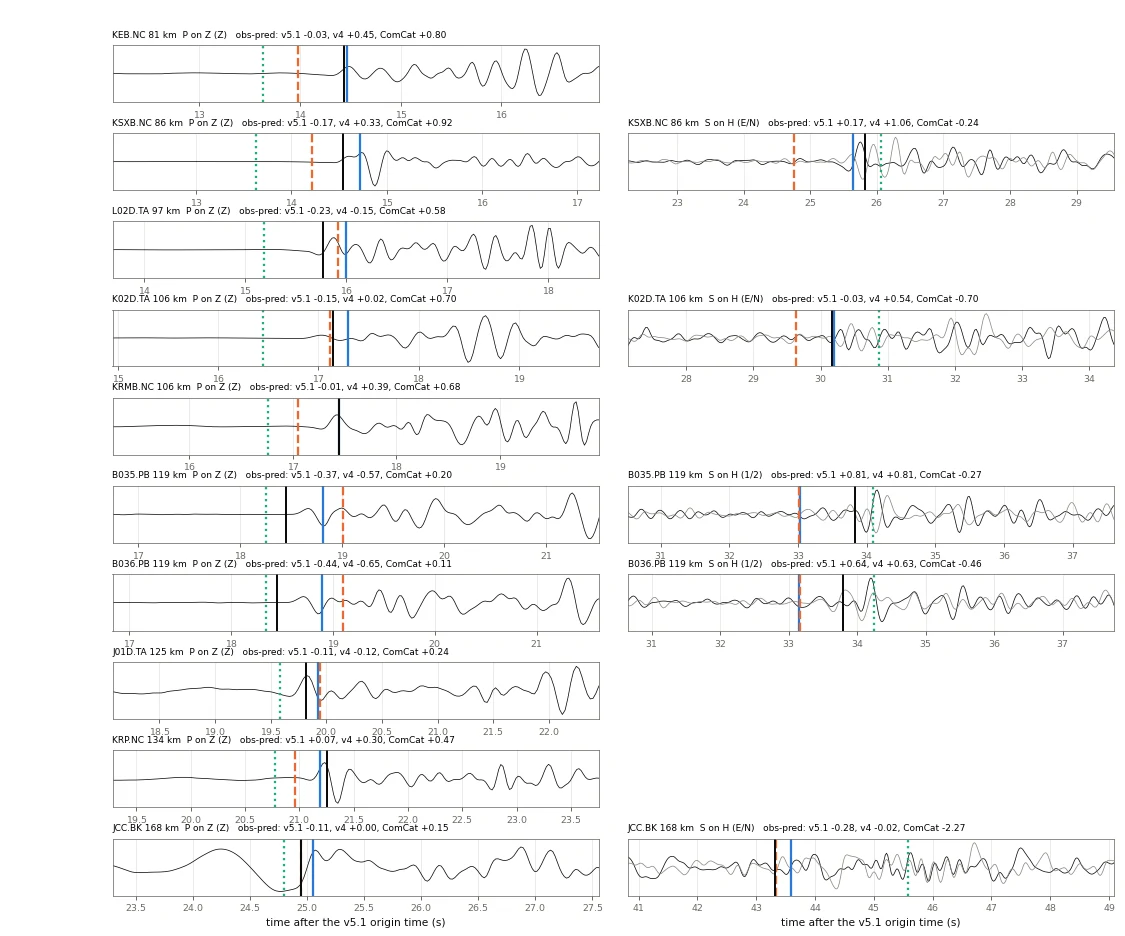 KEB.NC 81 km P on Z (Z) obs-pred: v5.1 -0.03, v4 +0.45, ComCat +0.80
13 14 15 16
KSXB.NC 86 km P on Z (Z) obs-pred: v5.1 -0.17, v4 +0.33, ComCat +0.92
KSXB.NC 86 km S on H (E/N) obs-pred: v5.1 +0.17, v4 +1.06, ComCat -0.24
13 14 15 16 17
23 24 25 26 27 28 29
L02D.TA 97 km P on Z (Z) obs-pred: v5.1 -0.23, v4 -0.15, ComCat +0.58
14 15 16 17 18
K02D.TA 106 km P on Z (Z) obs-pred: v5.1 -0.15, v4 +0.02, ComCat +0.70
K02D.TA 106 km S on H (E/N) obs-pred: v5.1 -0.03, v4 +0.54, ComCat -0.70
15 16 17 18 19
28 29 30 31 32 33 34
KRMB.NC 106 km P on Z (Z) obs-pred: v5.1 -0.01, v4 +0.39, ComCat +0.68
16 17 18 19
B035.PB 119 km P on Z (Z) obs-pred: v5.1 -0.37, v4 -0.57, ComCat +0.20
B035.PB 119 km S on H (1/2) obs-pred: v5.1 +0.81, v4 +0.81, ComCat -0.27
17 18 19 20 21
31 32 33 34 35 36 37
B036.PB 119 km P on Z (Z) obs-pred: v5.1 -0.44, v4 -0.65, ComCat +0.11
B036.PB 119 km S on H (1/2) obs-pred: v5.1 +0.64, v4 +0.63, ComCat -0.46
17 18 19 20 21
31 32 33 34 35 36 37
J01D.TA 125 km P on Z (Z) obs-pred: v5.1 -0.11, v4 -0.12, ComCat +0.24
18.5 19.0 19.5 20.0 20.5 21.0 21.5 22.0
KRP.NC 134 km P on Z (Z) obs-pred: v5.1 +0.07, v4 +0.30, ComCat +0.47
19.5 20.0 20.5 21.0 21.5 22.0 22.5 23.0 23.5
JCC.BK 168 km P on Z (Z) obs-pred: v5.1 -0.11, v4 +0.00, ComCat +0.15
JCC.BK 168 km S on H (E/N) obs-pred: v5.1 -0.28, v4 -0.02, ComCat -2.27
23.5 24.0 24.5 25.0 25.5 26.0 26.5 27.0 27.5
41 42 43 44 45 46 47 48 49
time after the v5.1 origin time (s)
time after the v5.1 origin time (s)